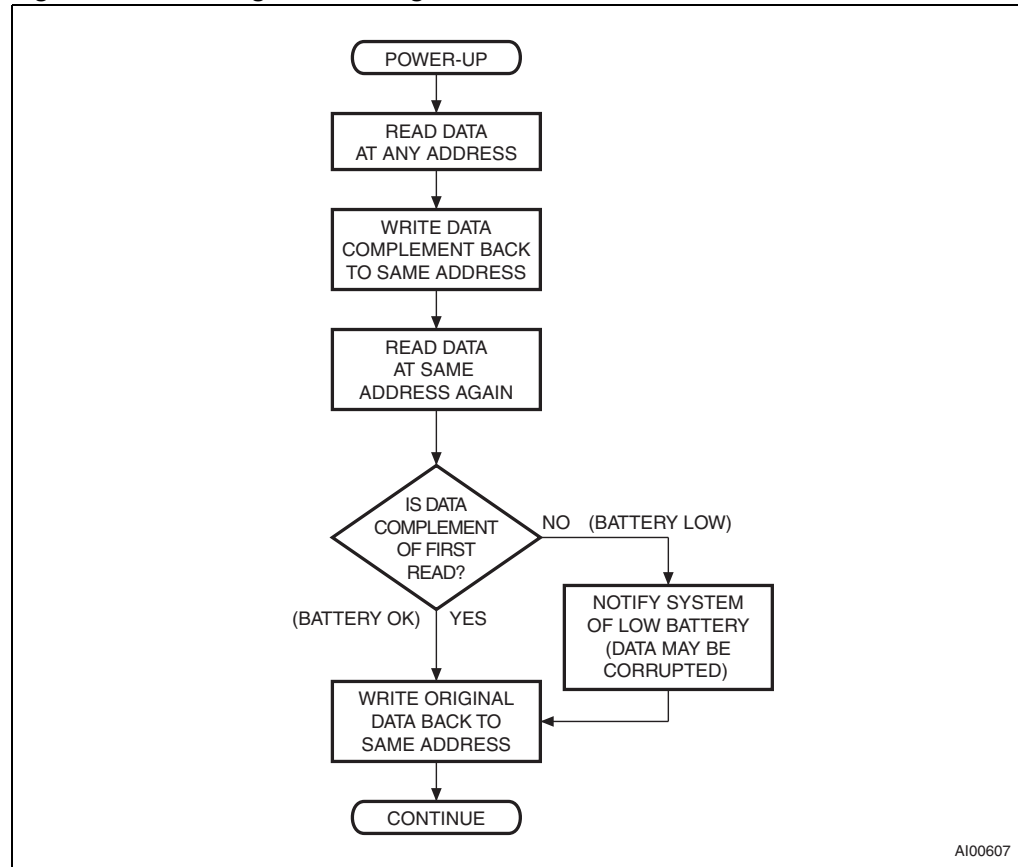 POWER-UP
READ DATA
AT ANY ADDRESS
WRITE DATA
COMPLEMENT BACK
TO SAME ADDRESS
READ DATA
AT SAME
ADDRESS AGAIN
IS DATA
COMPLEMENT
OF FIRST
READ?
NO (BATTERY LOW)
NOTIFY SYSTEM
OF LOW BATTERY
(DATA MAY BE
CORRUPTED)
(BATTERY OK) YES
WRITE ORIGINAL
DATA BACK TO
SAME ADDRESS
CONTINUE
AI00607